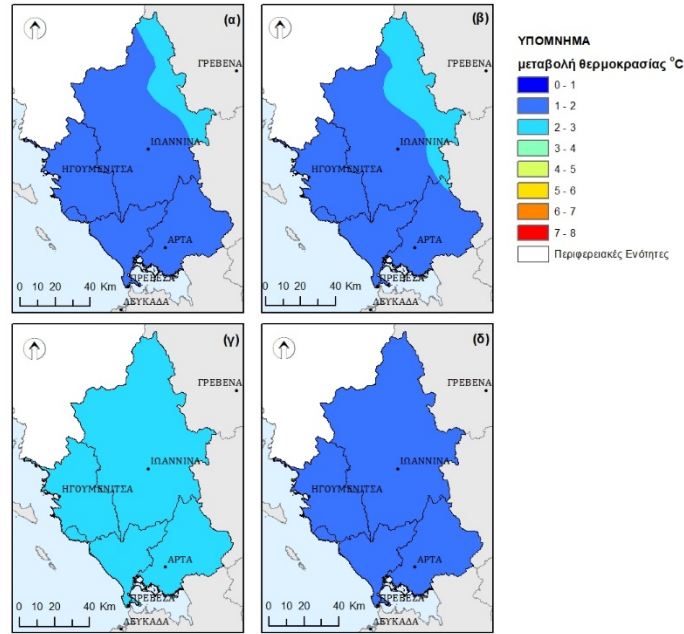 (α)
ΓΡΕΒΕΝΑ
ΙΩΑΝΝΙΝΑ
ΗΓΟΥΜΕΝΙΤΣΑ
ΑΡΤΑ
ΠΡΕΒΕΖΑ
ΛΕΥΚΑΔΑ
0 10 20 40 Km
(β)
ΓΡΕΒΕΝΑ
ΙΩΑΝΝΙΝΑ
ΗΓΟΥΜΕΝΙΤΣΑ
ΑΡΤΑ
ΠΡΕΒΕΖΑ
ΛΕΥΚΑΔΑ
0 10 20 40 Km
ΥΠΟΜΝΗΜΑ
μεταβολή θερμοκρασίας °C
0 - 1
1 - 2
2 - 3
3 - 4
4 - 5
5 - 6
6 - 7
7 - 8
Περιφερειακές Ενότητες
(γ)
ΓΡΕΒΕΝΑ
ΙΩΑΝΝΙΝΑ
ΗΓΟΥΜΕΝΙΤΣΑ
ΑΡΤΑ
ΠΡΕΒΕΖΑ
ΛΕΥΚΑΔΑ
0 10 20 40 Km
(δ)
ΓΡΕΒΕΝΑ
ΙΩΑΝΝΙΝΑ
ΗΓΟΥΜΕΝΙΤΣΑ
ΑΡΤΑ
ΠΡΕΒΕΖΑ
ΛΕΥΚΑΔΑ
0 10 20 40 Km